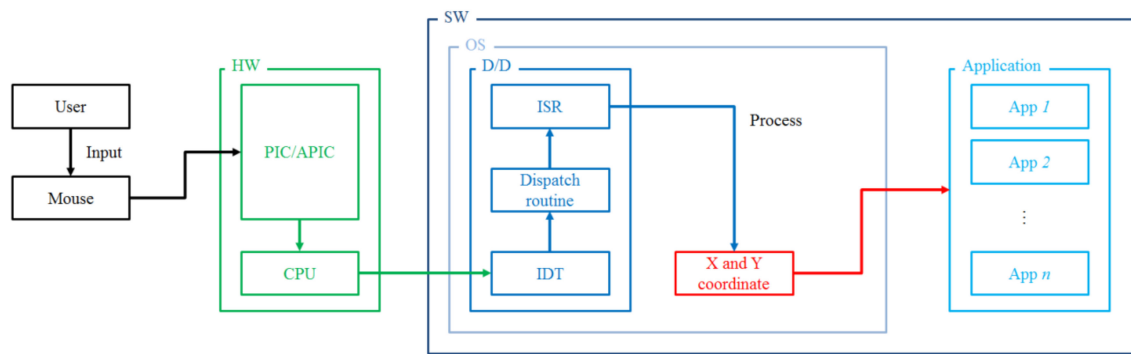 SW
OS
HW
D/D
Application
User
Input
Mouse
PIC/APIC
CPU
ISR
Dispatch
routine
IDT
Process
X and Y
coordinate
App 1
App 2
⋮
App n